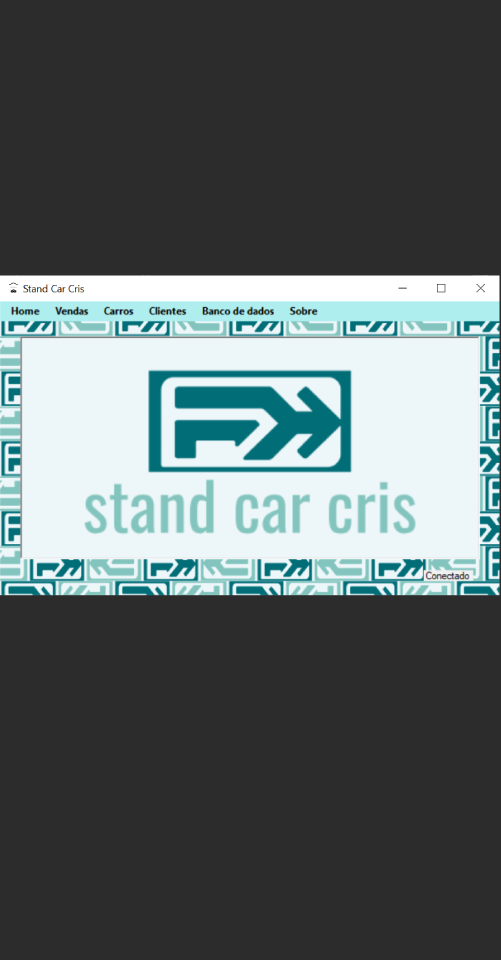 Stand Car Cris
Home Vendas Carros Clientes Banco de dados Sobre
stand car cris
Conectado